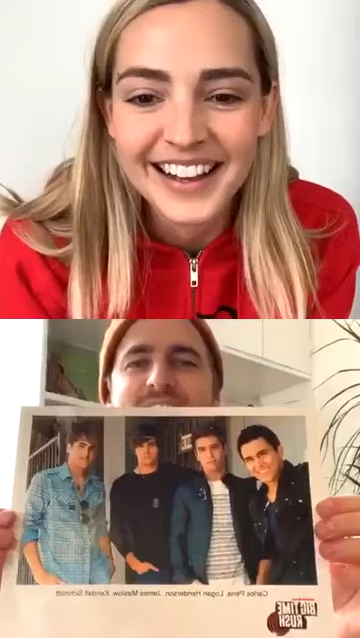 Carlos Pena, Logan Henderson, James Maslow, Kendall Schmidt
BIG TIME
RUSH